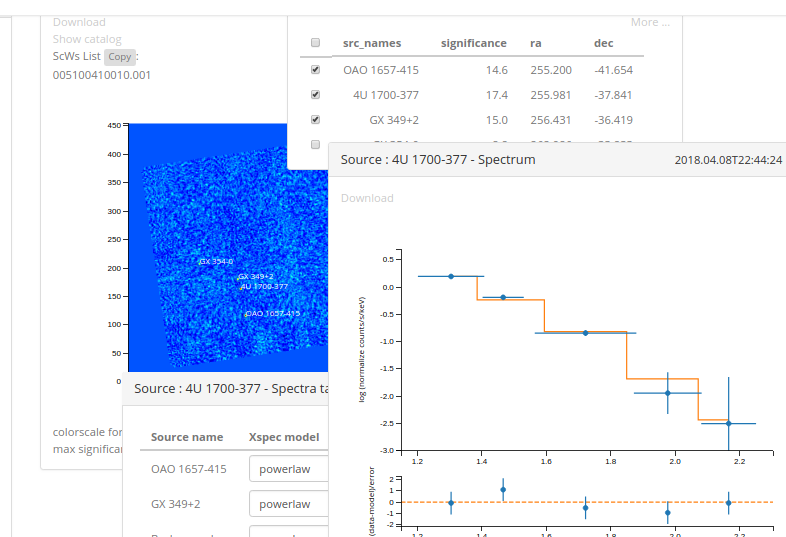 Download
Show catalog
ScWs List Copy :
005100410010.001
More ...
src_names significance ra dec
OAO 1657-415 14.6 255.200 -41.654
4U 1700-377 17.4 255.981 -37.841
GX 349+2 15.0 256.431 -36.419
450
400
350
300
250
200
150
100
50
0
GX 354-0
GX 349+2
4U 1700-377
OAO 1657-415
colorscale for
max significan
Source : 4U 1700-377 - Spectra ta
Source name Xspec model
OAO 1657-415 powerlaw
GX 349+2 powerlaw
Source : 4U 1700-377 - Spectrum 2018.04.08T22:44:24
Download
log (normalize counts/s/keV)
0.5
0.0
-0.5
-1.0
-1.5
-2.0
-2.5
-3.0
1.2 1.4 1.6 1.8 2.0 2.2
(data-model)/error
2
1
0
-1
-2
1.2 1.4 1.6 1.8 2.0 2.2